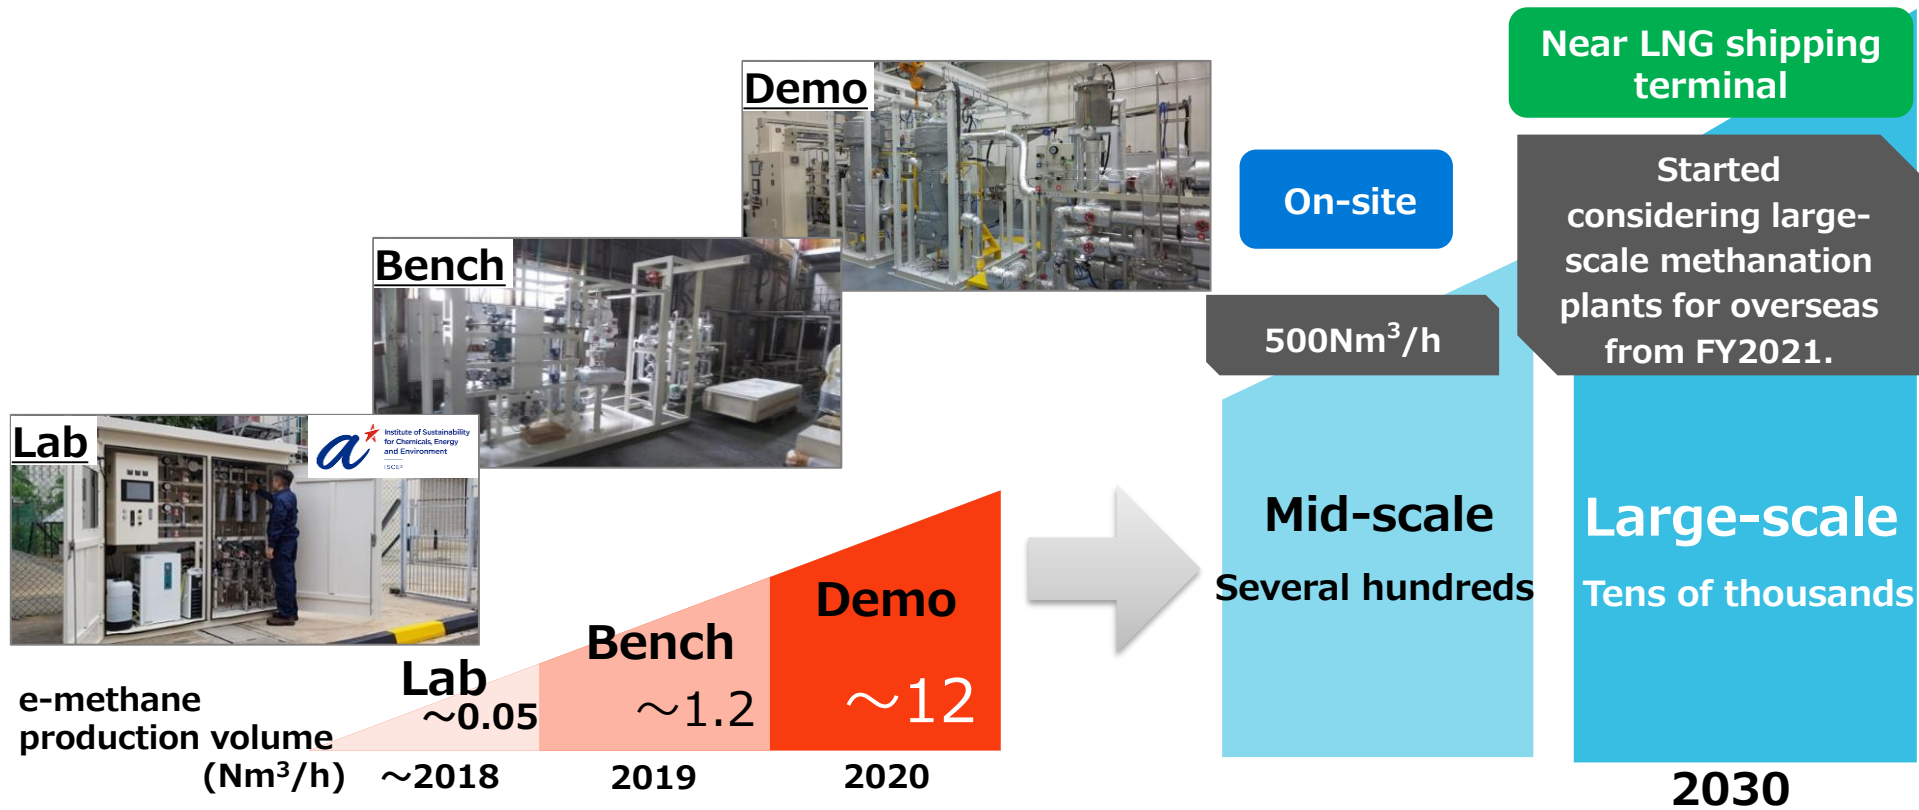 Near LNG shipping
terminal
Demo
Started
considering large-
scale methanation
plants for overseas
from FY2021.
On-site
Bench
500Nm³/h
Lab
a
Institute of Sustainability
for Chemicals, Energy
and Environment
ISCE²
Mid-scale
Several hundreds
Large-scale
Tens of thousands
Demo
～12
Bench
～1.2
Lab
～0.05
e-methane
production volume
(Nm³/h)
～2018
2019
2020
2030